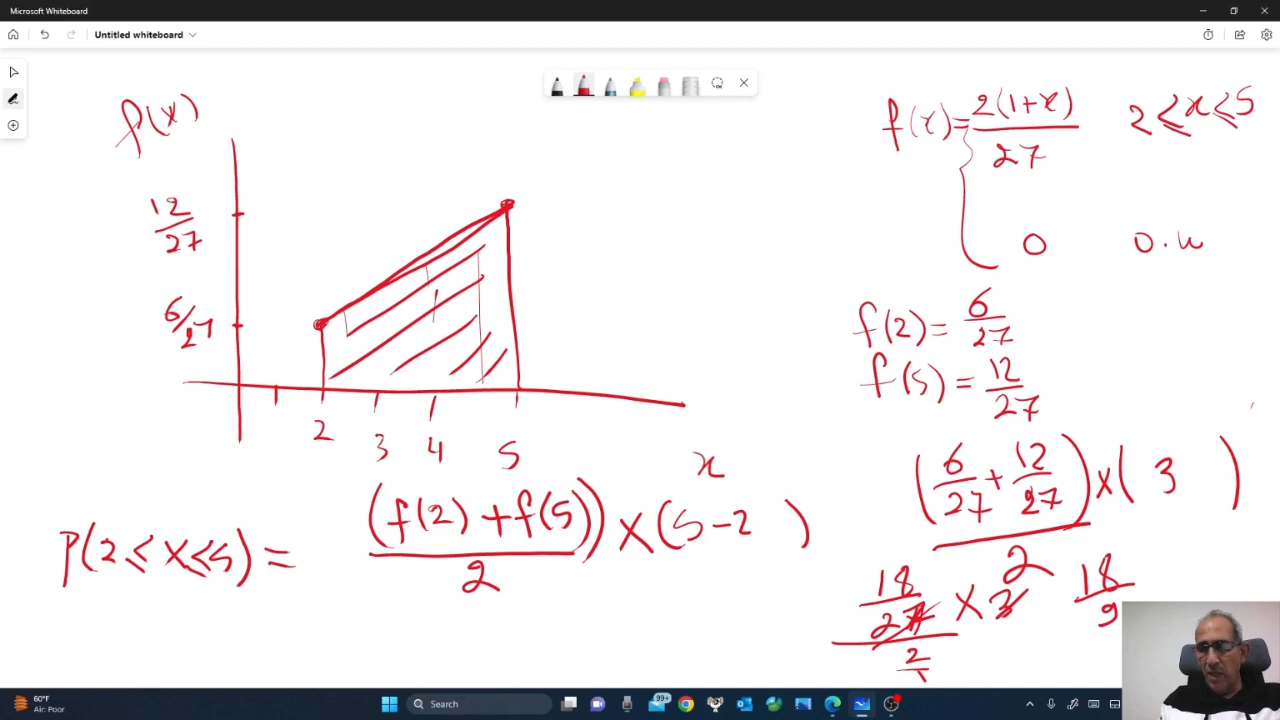 Microsoft Whiteboard
Untitled whiteboard
f(x)
12/27
6/27
2 3 4 5
x
P(2≤X≤5) = (f(2)+f(5))/2 × (5-2 )
f(x)= 2(1+x)/27 2≤x≤5
0 0.w
f(2)= 6/27
f(5)= 12/27
(6/27 + 12/27)/2 ×( 3 )
18/27 × 3 18/9
2
60°F
Air: Poor
Search
99+